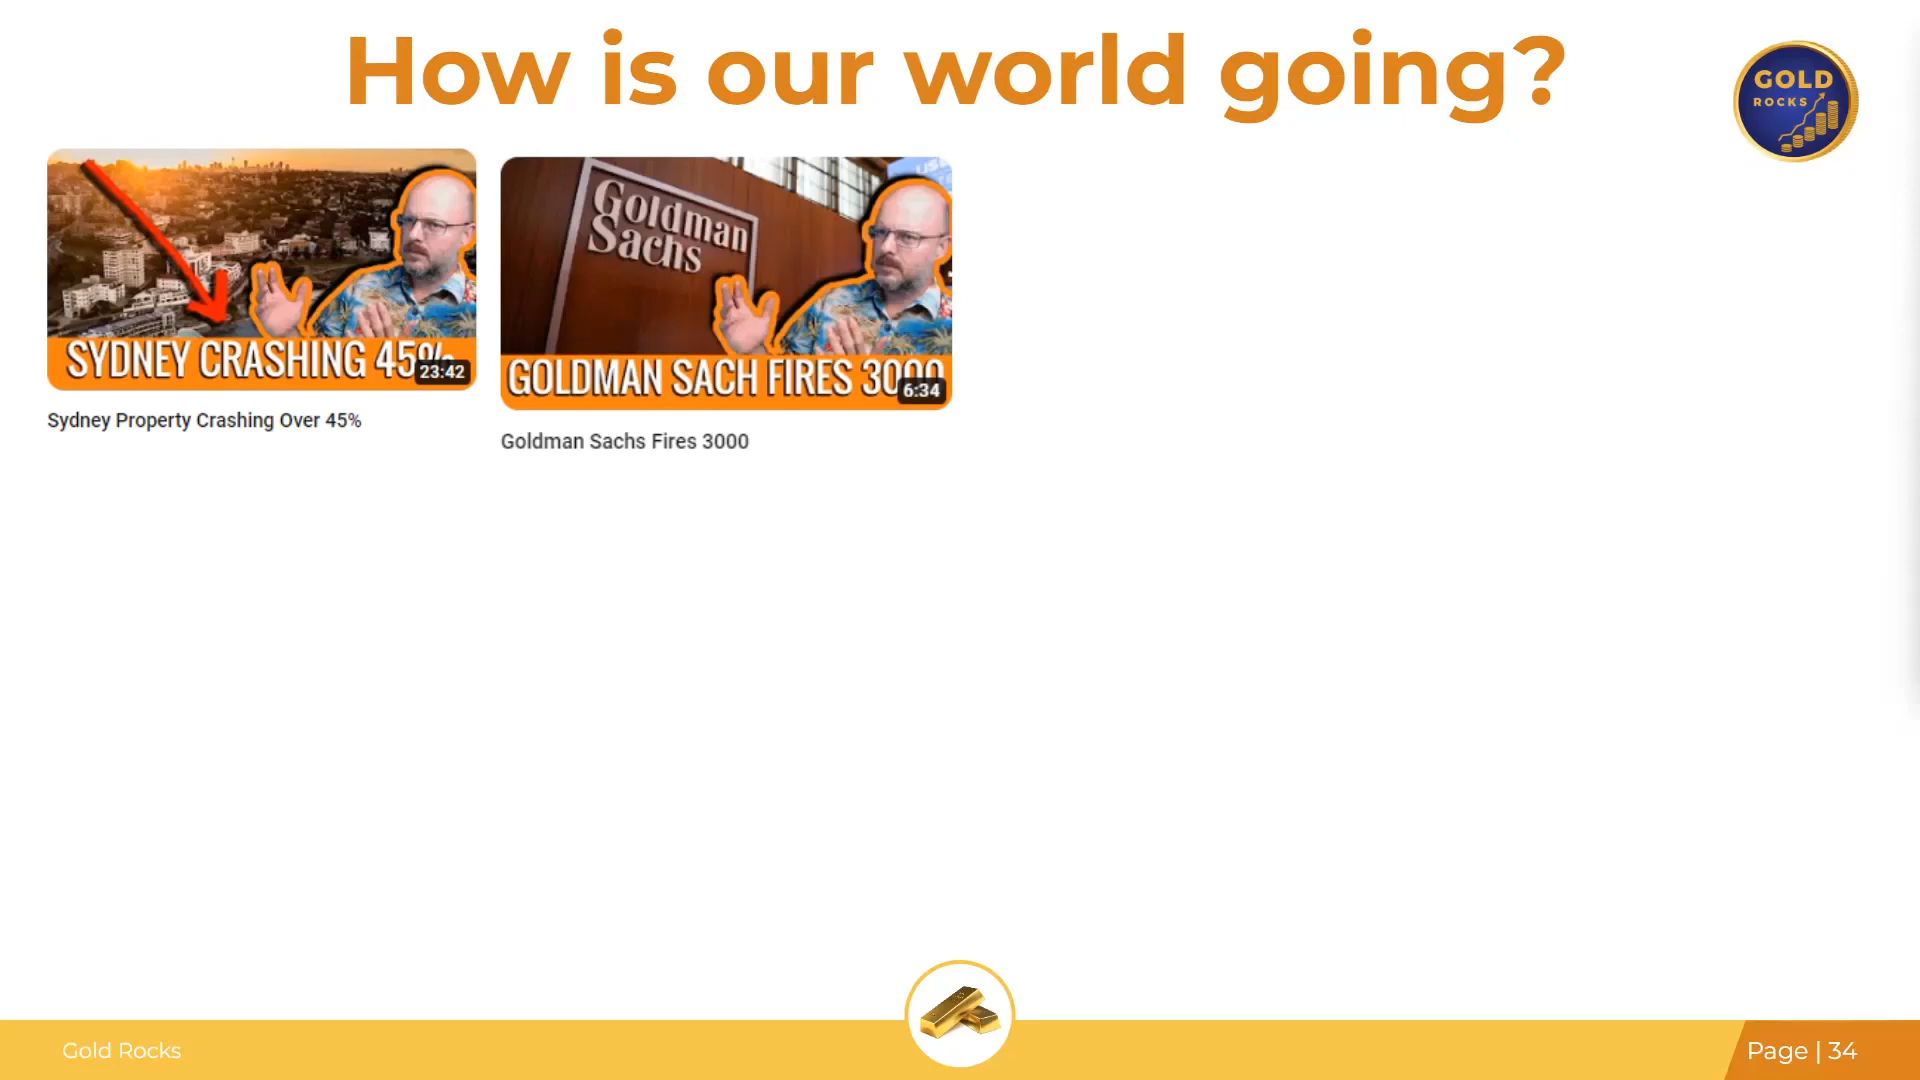 How is our world going?
GOLD
ROCKS
SYDNEY CRASHING 45%
23:42
Sydney Property Crashing Over 45%
Goldman
Sachs
GOLDMAN SACH FIRES 3000
6:34
Goldman Sachs Fires 3000
Gold Rocks
Page | 34